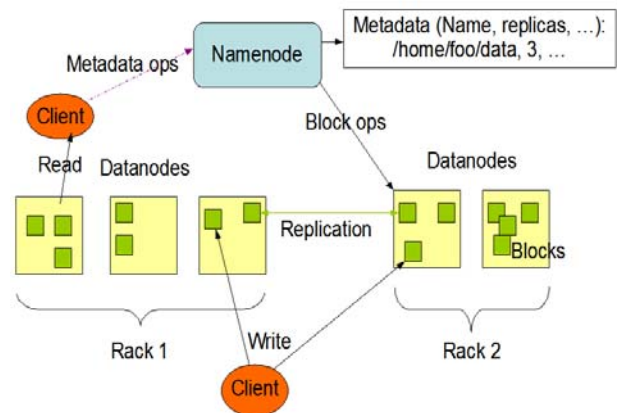 Metadata (Name, replicas, …):
/home/foo/data, 3, …
Namenode
Metadata ops
Client
Block ops
Read
Datanodes
Datanodes
Replication
Blocks
Rack 1
Write
Rack 2
Client